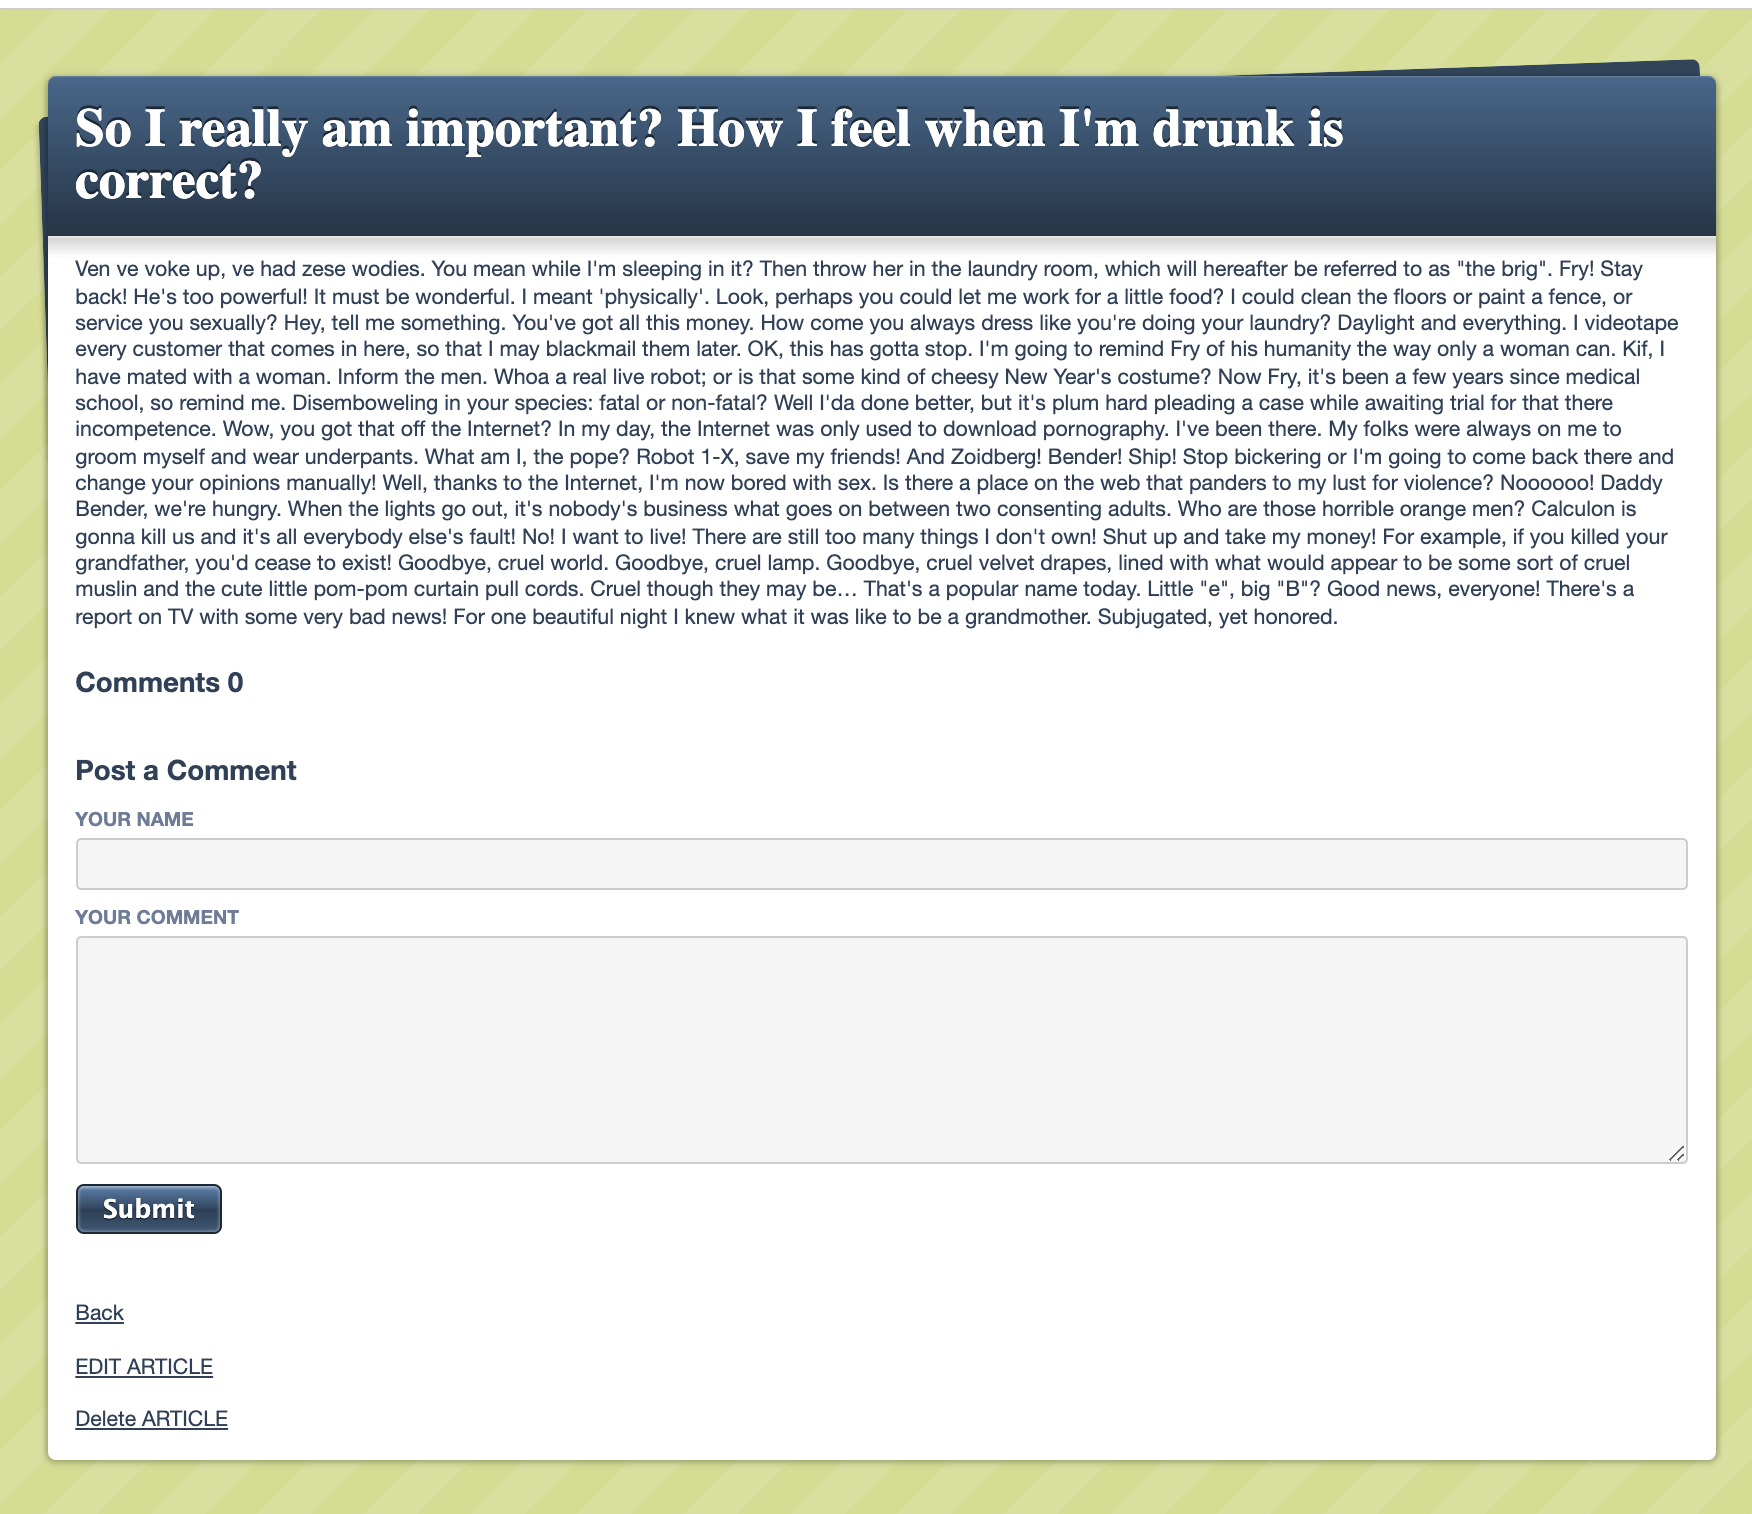 So I really am important? How I feel when I'm drunk is
correct?
Ven ve voke up, ve had zese wodies. You mean while I'm sleeping in it? Then throw her in the laundry room, which will hereafter be referred to as "the brig". Fry! Stay
back! He's too powerful! It must be wonderful. I meant 'physically'. Look, perhaps you could let me work for a little food? I could clean the floors or paint a fence, or
service you sexually? Hey, tell me something. You've got all this money. How come you always dress like you're doing your laundry? Daylight and everything. I videotape
every customer that comes in here, so that I may blackmail them later. OK, this has gotta stop. I'm going to remind Fry of his humanity the way only a woman can. Kif, I
have mated with a woman. Inform the men. Whoa a real live robot; or is that some kind of cheesy New Year's costume? Now Fry, it's been a few years since medical
school, so remind me. Disemboweling in your species: fatal or non-fatal? Well I'da done better, but it's plum hard pleading a case while awaiting trial for that there
incompetence. Wow, you got that off the Internet? In my day, the Internet was only used to download pornography. I've been there. My folks were always on me to
groom myself and wear underpants. What am I, the pope? Robot 1-X, save my friends! And Zoidberg! Bender! Ship! Stop bickering or I'm going to come back there and
change your opinions manually! Well, thanks to the Internet, I'm now bored with sex. Is there a place on the web that panders to my lust for violence? Noooooo! Daddy
Bender, we're hungry. When the lights go out, it's nobody's business what goes on between two consenting adults. Who are those horrible orange men? Calculon is
gonna kill us and it's all everybody else's fault! No! I want to live! There are still too many things I don't own! Shut up and take my money! For example, if you killed your
grandfather, you'd cease to exist! Goodbye, cruel world. Goodbye, cruel lamp. Goodbye, cruel velvet drapes, lined with what would appear to be some sort of cruel
muslin and the cute little pom-pom curtain pull cords. Cruel though they may be… That's a popular name today. Little "e", big "B"? Good news, everyone! There's a
report on TV with some very bad news! For one beautiful night I knew what it was like to be a grandmother. Subjugated, yet honored.
Comments 0
Post a Comment
YOUR NAME
YOUR COMMENT
Submit
Back
EDIT ARTICLE
Delete ARTICLE